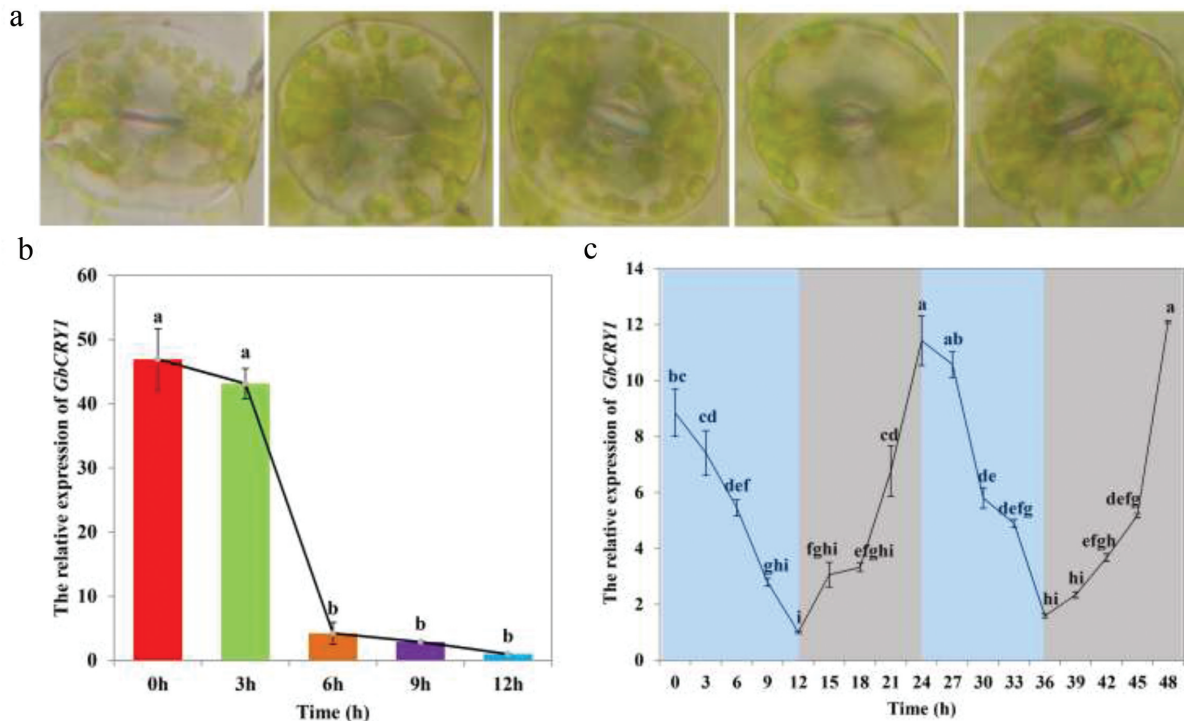 a
b
The relative expression of GbCRY1
60
50
40
30
20
10
0
a
a
b
b
b
0h 3h 6h 9h 12h
Time (h)
c
The relative expression of GbCRY1
14
12
10
8
6
4
2
0
bc
cd
def
ghi
i
fghi
efghi
cd
a
ab
de
defg
hi
hi
efgh
defg
a
0 3 6 9 12 15 18 21 24 27 30 33 36 39 42 45 48
Time (h)